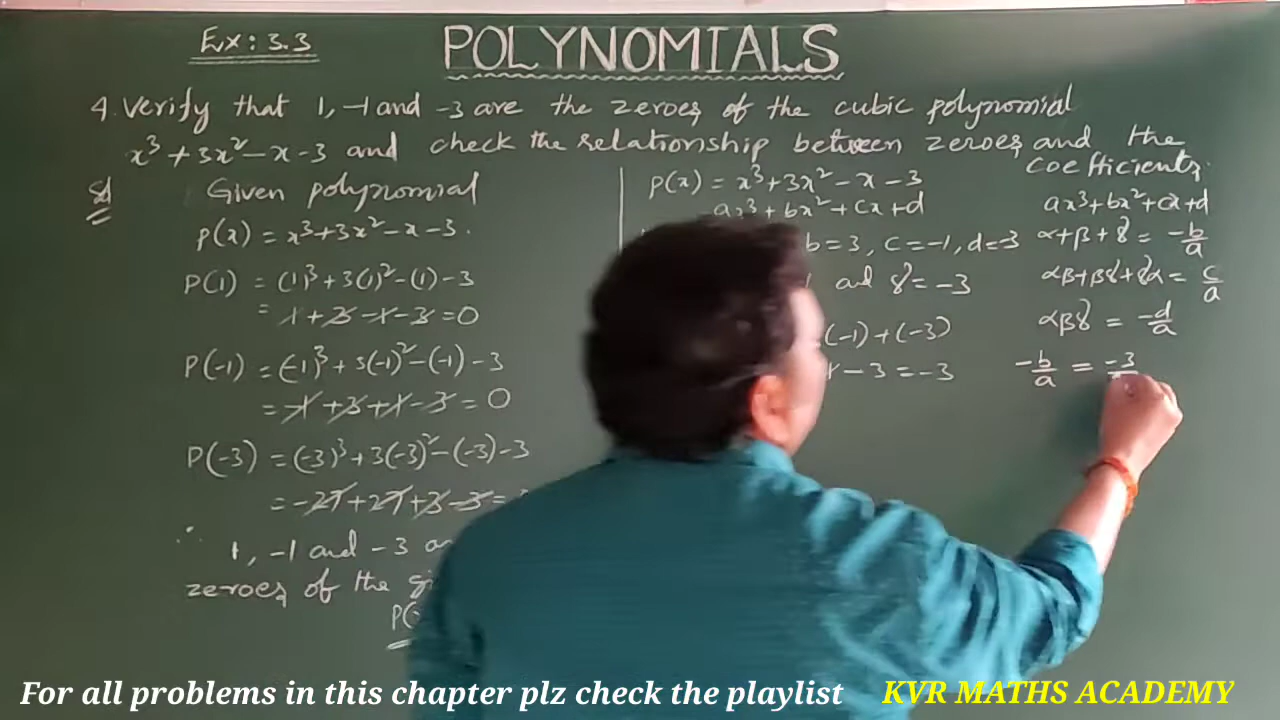 Ex: 3.3
POLYNOMIALS
4. Verify that 1, -1 and -3 are the zeroes of the cubic polynomial
x³ + 3x² - x - 3 and check the relationship between zeroes and the
coefficients.
Sol
Given polynomial
p(x) = x³+3x²-x-3.
P(1) = (1)³+3(1)²-(1)-3
= 1+3-1-3=0
P(-1) = (-1)³+3(-1)²-(-1)-3
= -1+3+1-3=0
P(-3) = (-3)³+3(-3)²-(-3)-3
= -27+27+3-3=
∴ 1, -1 and -3
zeroes of the
P(
p(x) = x³+3x²-x-3
ax³+bx²+cx+d
b=3, c=-1, d=-3
and γ=-3
(-1)+(-3)
-3=-3
ax³+bx²+cx+d
α+β+γ = -b/a
αβ+βγ+γα = c/a
αβγ = -d/a
-b/a = -3/
For all problems in this chapter plz check the playlist
KVR MATHS ACADEMY